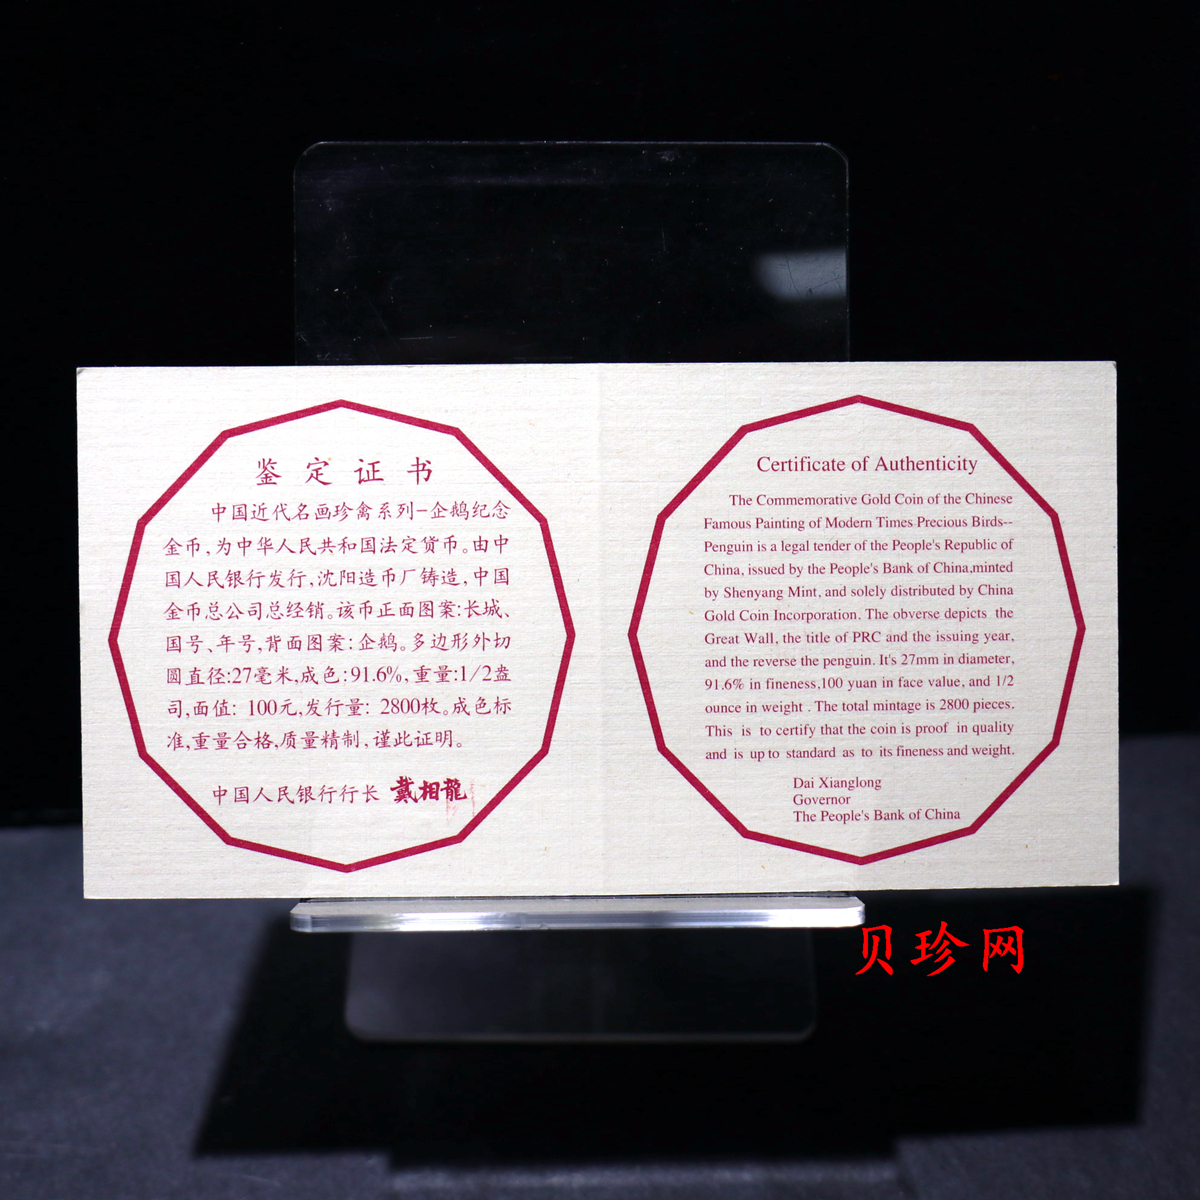 鉴定证书
中国近代名画珍禽系列-企鹅纪念
金币,为中华人民共和国法定货币。由中
国人民银行发行,沈阳造币厂铸造,中国
金币总公司总经销。该币正面图案:长城、
国号、年号,背面图案:企鹅。多边形外切
圆直径:27毫米,成色:91.6%,重量:1/2盎
司,面值: 100元,发行量: 2800枚。成色标
准,重量合格,质量精制, 谨此证明。
中国人民银行行长 戴相龍
Certificate of Authenticity
The Commemorative Gold Coin of the Chinese
Famous Painting of Modern Times Precious Birds--
Penguin is a legal tender of the People's Republic of
China, issued by the People's Bank of China,minted
by Shenyang Mint, and solely distributed by China
Gold Coin Incorporation. The obverse depicts the
Great Wall, the title of PRC and the issuing year,
and the reverse the penguin. It's 27mm in diameter,
91.6% in fineness,100 yuan in face value, and 1/2
ounce in weight . The total mintage is 2800 pieces.
This is to certify that the coin is proof in quality
and is up to standard as to its fineness and weight.
Dai Xianglong
Governor
The People's Bank of China
贝珍网